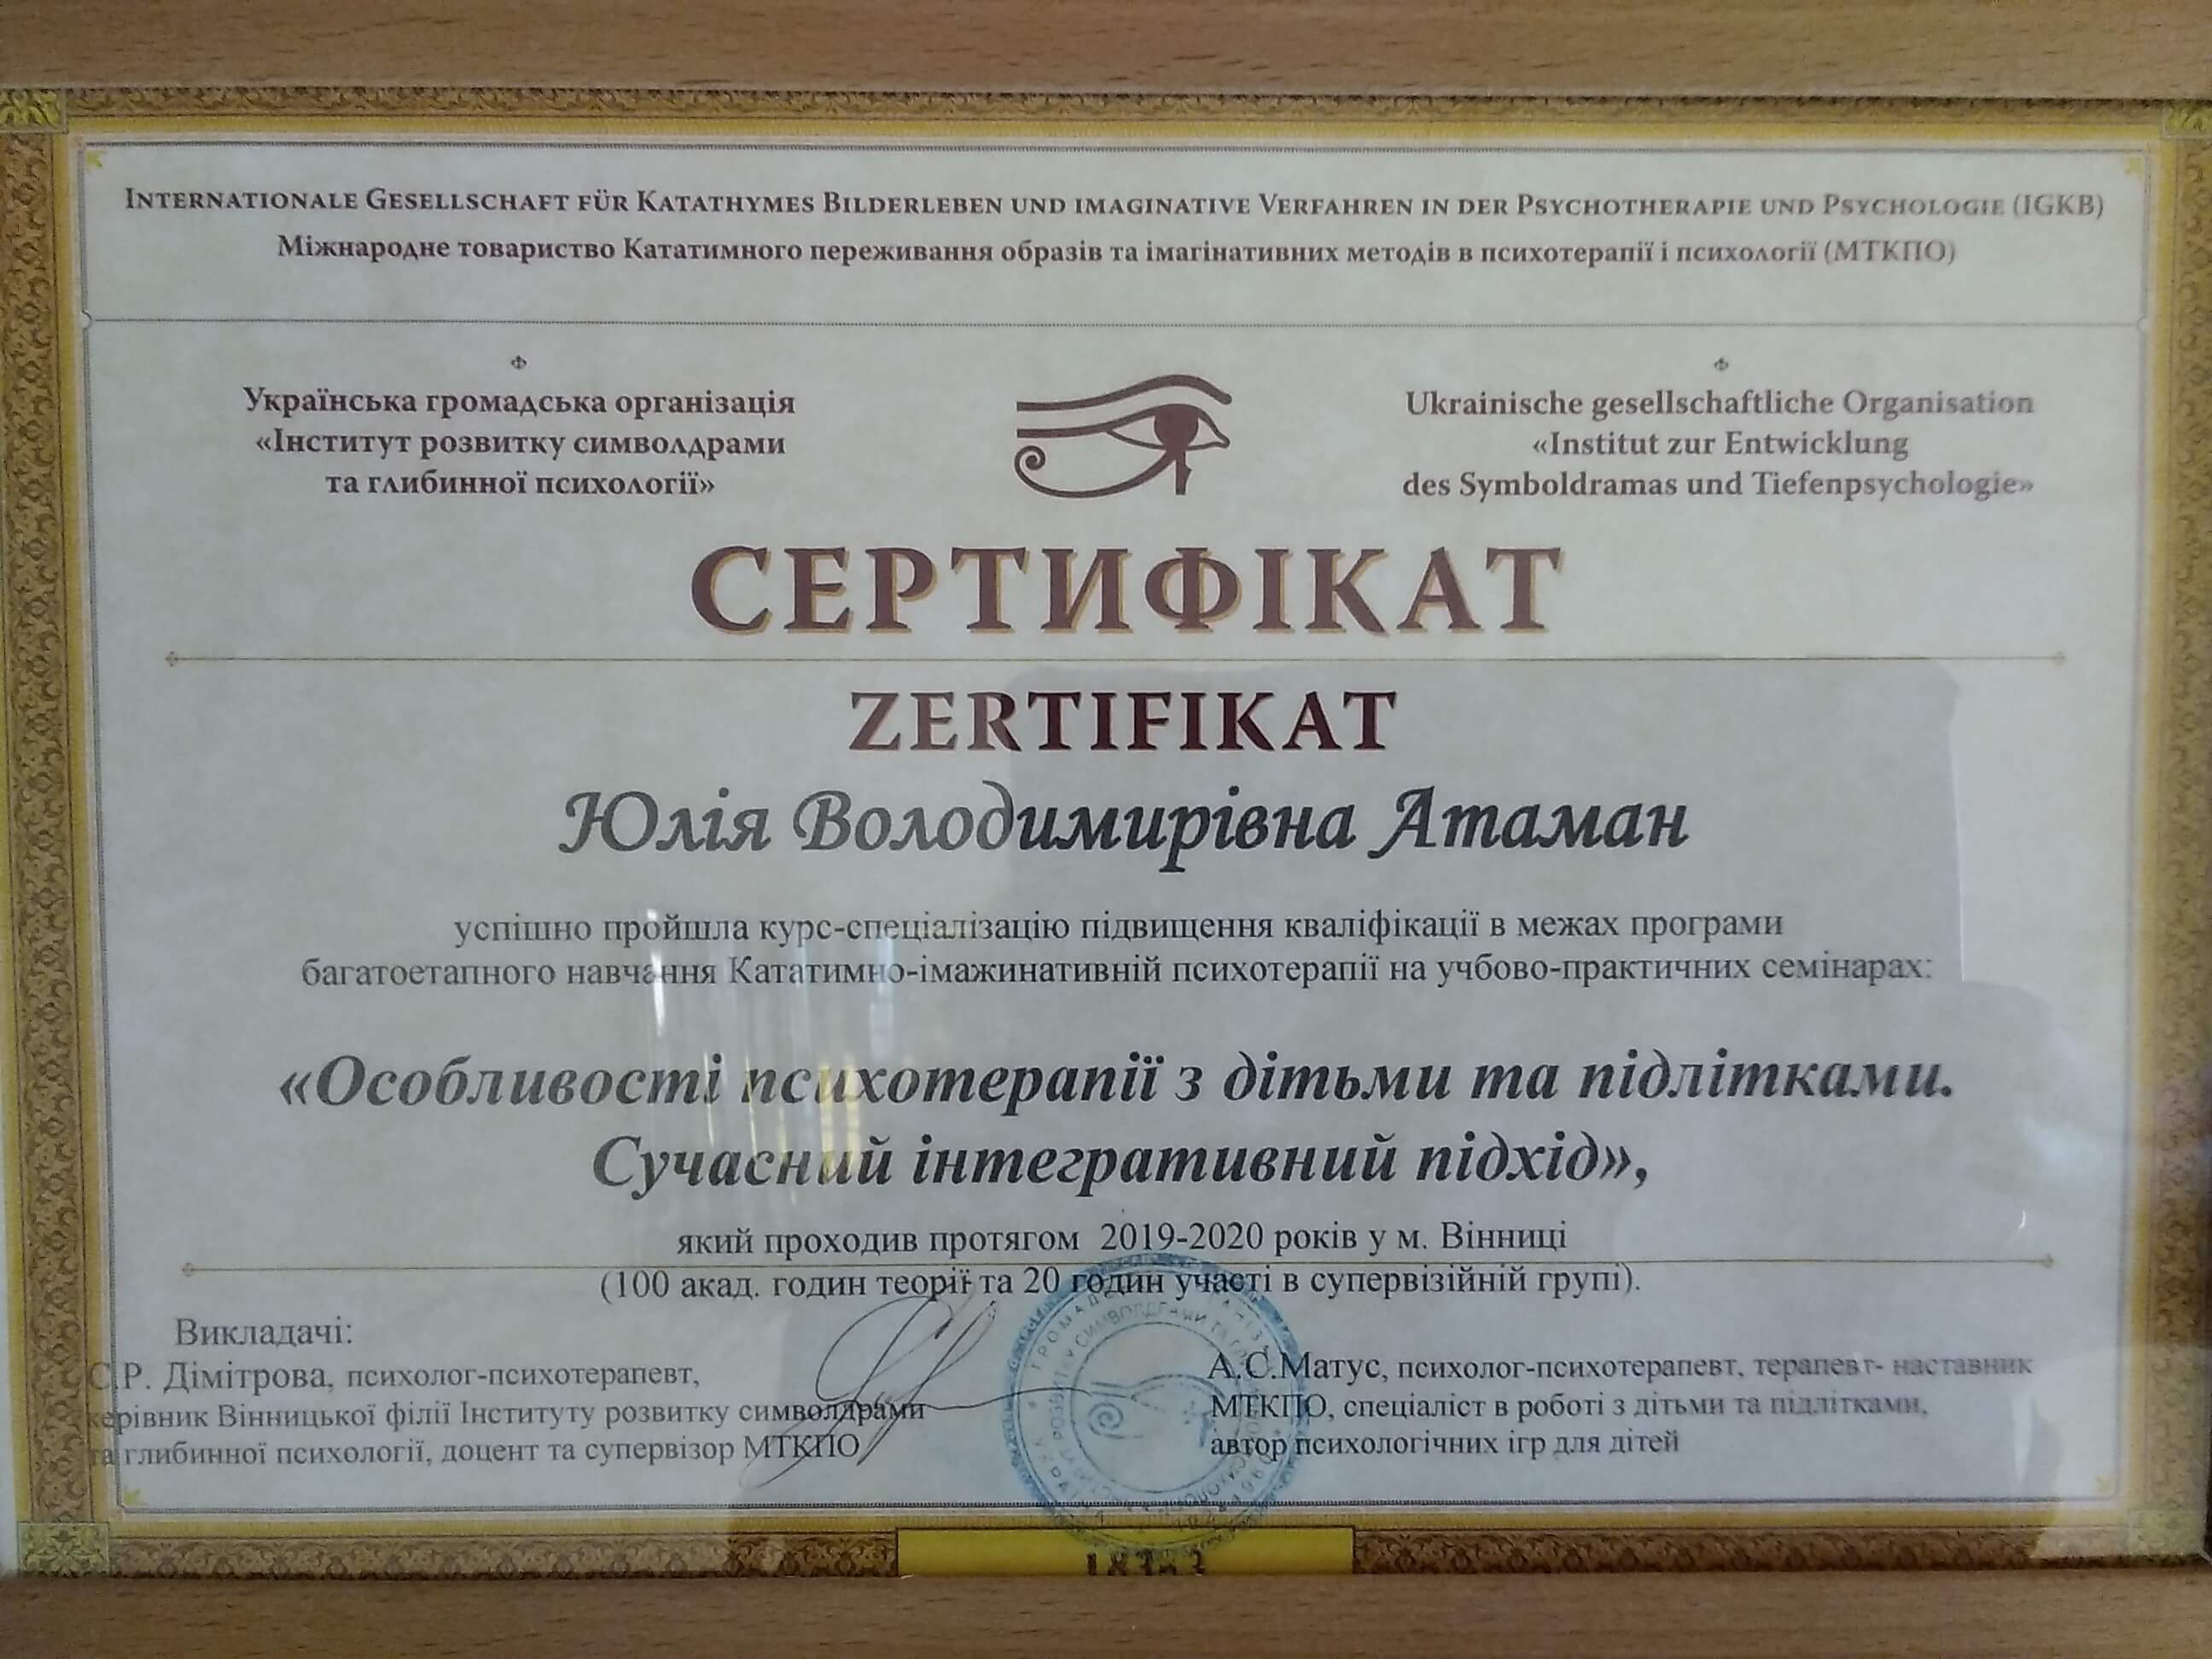 Internationale Gesellschaft für Katathymes Bilderleben und imaginative Verfahren in der Psychotherapie und Psychologie (IGKB)
Міжнародне товариство Кататимного переживання образів та імагінативних методів в психотерапії і психології (МТКПО)
Українська громадська організація
«Інститут розвитку символдрами
та глибинної психології»
Ukrainische gesellschaftliche Organisation
«Institut zur Entwicklung
des Symboldramas und Tiefenpsychologie»
СЕРТИФІКАТ
ZERTIFIKAT
Юлія Володимирівна Атаман
успішно пройшла курс-спеціалізацію підвищення кваліфікації в межах програми
багатоетапного навчання Кататимно-імажинативній психотерапії на учбово-практичних семінарах:
«Особливості психотерапії з дітьми та підлітками.
Сучасний інтегративний підхід»,
який проходив протягом 2019-2020 років у м. Вінниці
(100 акад. годин теорії та 20 годин участі в супервізійній групі).
Викладачі:
С.Р. Дімітрова, психолог-психотерапевт,
керівник Вінницької філії Інституту розвитку символдрами
та глибинної психології, доцент та супервізор МТКПО
А.С.Матус, психолог-психотерапевт, терапевт- наставник
МТКПО, спеціаліст в роботі з дітьми та підлітками,
автор психологічних ігр для дітей